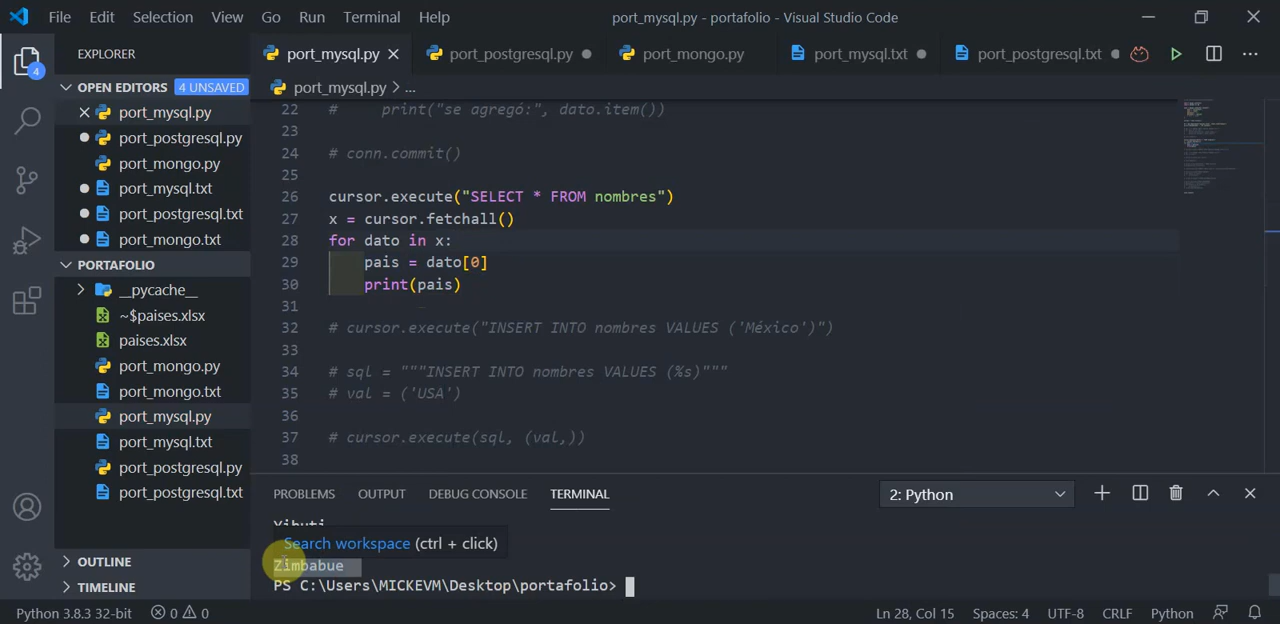 File Edit Selection View Go Run Terminal Help port_mysql.py - portafolio - Visual Studio Code
EXPLORER
port_mysql.py port_postgresql.py port_mongo.py port_mysql.txt port_postgresql.txt
OPEN EDITORS 4 UNSAVED
port_mysql.py
port_postgresql.py
port_mongo.py
port_mysql.txt
port_postgresql.txt
port_mongo.txt
PORTAFOLIO
__pycache__
~$paises.xlsx
paises.xlsx
port_mongo.py
port_mongo.txt
port_mysql.py
port_mysql.txt
port_postgresql.py
port_postgresql.txt
OUTLINE
TIMELINE
4
port_mysql.py > ...
22 #     print("se agregó:", dato.item())
23
24 # conn.commit()
25
26 cursor.execute("SELECT * FROM nombres")
27 x = cursor.fetchall()
28 for dato in x:
29     pais = dato[0]
30     print(pais)
31
32 # cursor.execute("INSERT INTO nombres VALUES ('México')")
33
34 # sql = """INSERT INTO nombres VALUES (%s)"""
35 # val = ('USA')
36
37 # cursor.execute(sql, (val,))
38
PROBLEMS OUTPUT DEBUG CONSOLE TERMINAL 2: Python
Yibuti
Search workspace (ctrl + click)
Zimbabue
PS C:\Users\MICKEVM\Desktop\portafolio>
Python 3.8.3 32-bit 0 0 Ln 28, Col 15 Spaces: 4 UTF-8 CRLF Python